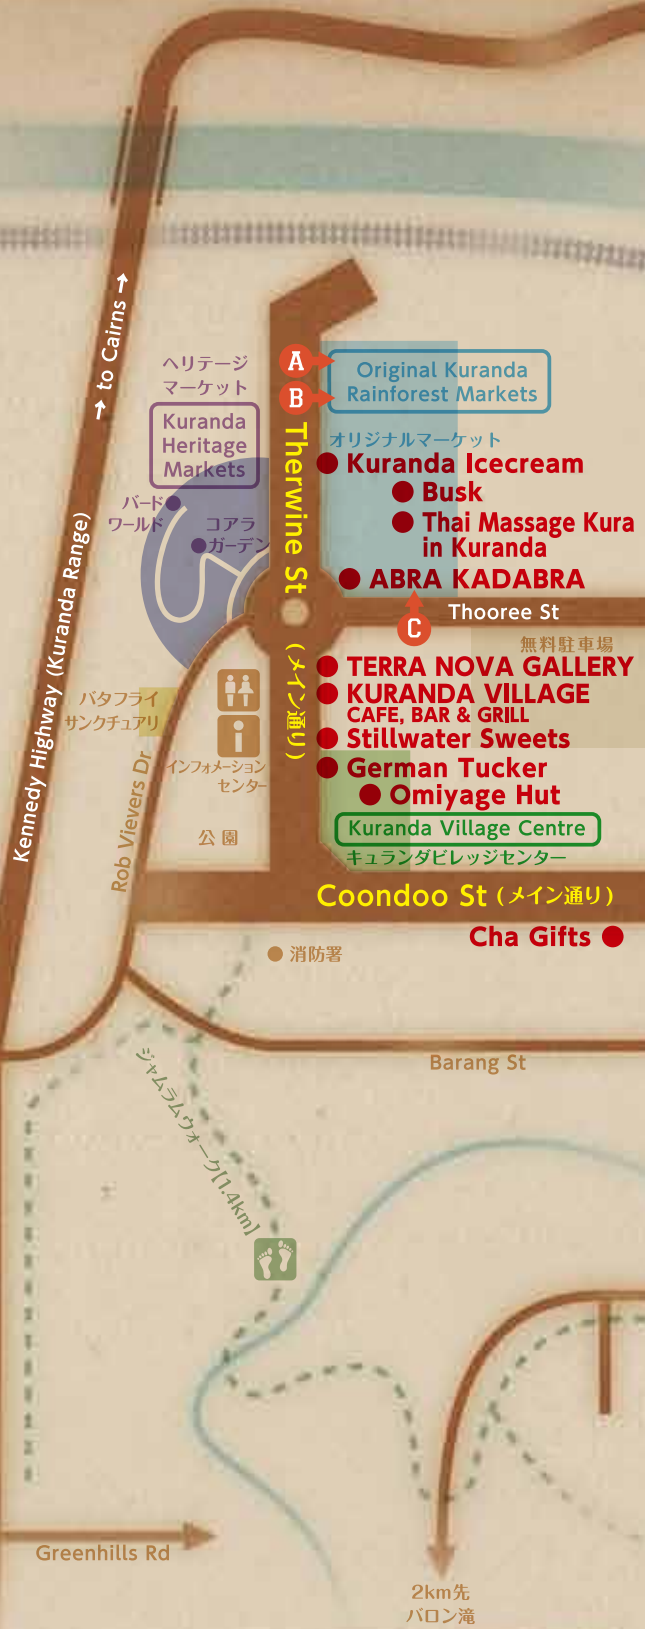 → to Cairns →
ヘリテージ
マーケット
Kuranda
Heritage
Markets
A
B
Original Kuranda
Rainforest Markets
オリジナルマーケット
Therwine St
(メイン通り)
Kuranda Icecream
Busk
Thai Massage Kura
in Kuranda
ABRA KADABRA
バード
ワールド
コアラ
ガーデン
C
Thooree St
無料駐車場
Kennedy Highway (Kuranda Range)
TERRA NOVA GALLERY
KURANDA VILLAGE
CAFE, BAR & GRILL
Stillwater Sweets
German Tucker
Omiyage Hut
バタフライ
サンクチュアリ
インフォメーション
センター
Rob Vievers Dr
公園
Kuranda Village Centre
キュランダビレッジセンター
Coondoo St (メイン通り)
Cha Gifts
消防署
Barang St
ジャムラムウォーク[1.4km]
Greenhills Rd
2km先
バロン滝